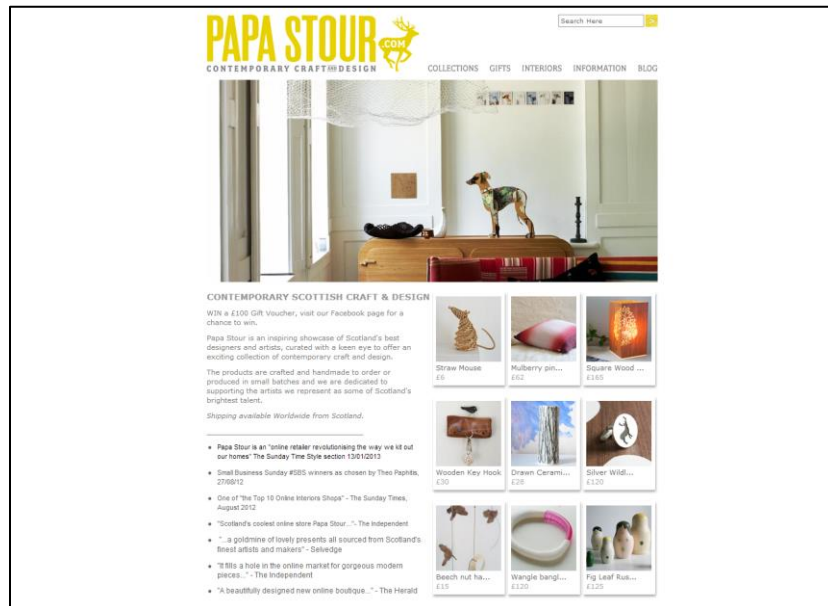 PAPA STOUR
.COM
CONTEMPORARY CRAFT AND DESIGN
Search Here
COLLECTIONS GIFTS INTERIORS INFORMATION BLOG
CONTEMPORARY SCOTTISH CRAFT & DESIGN
WIN a £100 Gift Voucher, visit our Facebook page for a
chance to win.
Papa Stour is an inspiring showcase of Scotland's best
designers and artists, curated with a keen eye to offer an
exciting collection of contemporary craft and design.
The products are crafted and handmade to order or
produced in small batches and we are dedicated to
supporting the artists we represent as some of Scotland's
brightest talent.
Shipping available Worldwide from Scotland.
Papa Stour is an "online retailer revolutionising the way we kit out
our homes" The Sunday Time Style section 13/01/2013
Small Business Sunday #SBS winners as chosen by Theo Paphitis,
27/08/12
One of "the Top 10 Online Interiors Shops" - The Sunday Times,
August 2012
"Scotland's coolest online store Papa Stour..."- The Independent
"...a goldmine of lovely presents all sourced from Scotland's
finest artists and makers" - Selvedge
"It fills a hole in the online market for gorgeous modern
pieces..." - The Independent
"A beautifully designed new online boutique..." - The Herald
Straw Mouse
£6
Mulberry pin...
£62
Square Wood ...
£165
Wooden Key Hook
£30
Drawn Cerami...
£28
Silver Wildl...
£120
Beech nut ha...
£15
Wangle bangl...
£120
Fig Leaf Rus...
£125